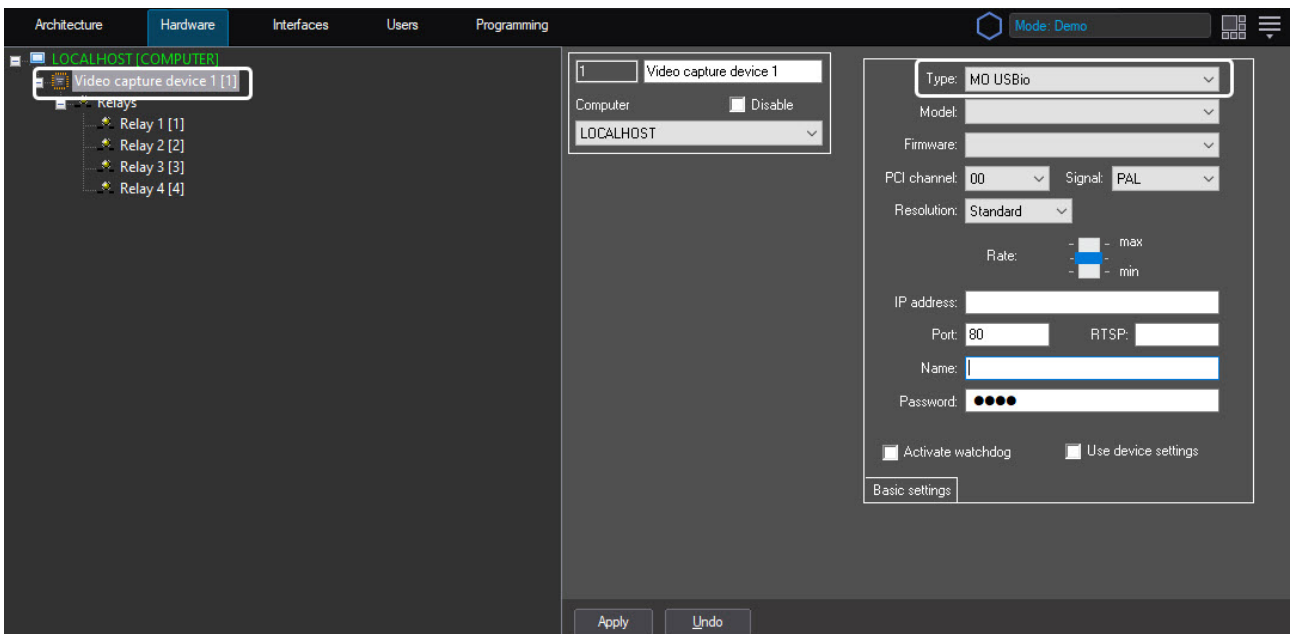 Architecture Hardware Interfaces Users Programming Mode: Demo
LOCALHOST [COMPUTER]
Video capture device 1 [1]
Relays
Relay 1 [1]
Relay 2 [2]
Relay 3 [3]
Relay 4 [4]
1 Video capture device 1
Computer Disable
LOCALHOST
Type: MO USBio
Model:
Firmware:
PCI channel: 00 Signal: PAL
Resolution: Standard
Rate: max
min
IP address:
Port: 80 RTSP:
Name:
Password: ●●●●
Activate watchdog Use device settings
Basic settings
Apply Undo